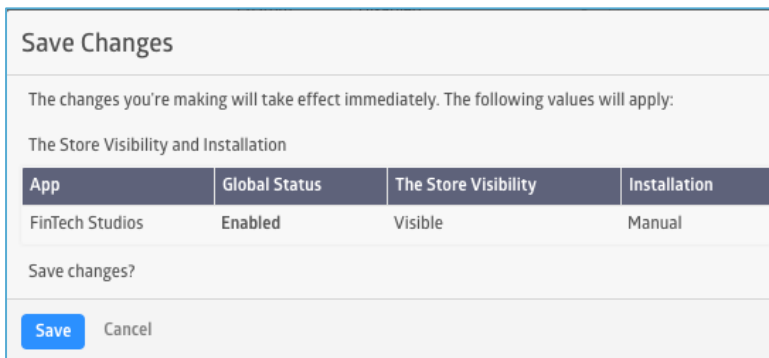 Save Changes
The changes you're making will take effect immediately. The following values will apply:
The Store Visibility and Installation
App Global Status The Store Visibility Installation
FinTech Studios Enabled Visible Manual
Save changes?
Save Cancel